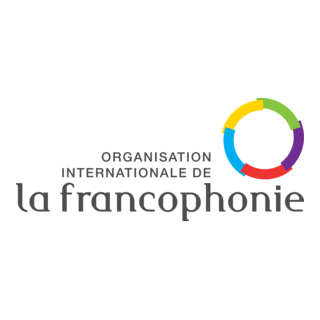 ORGANISATION
INTERNATIONALE DE
la francophonie